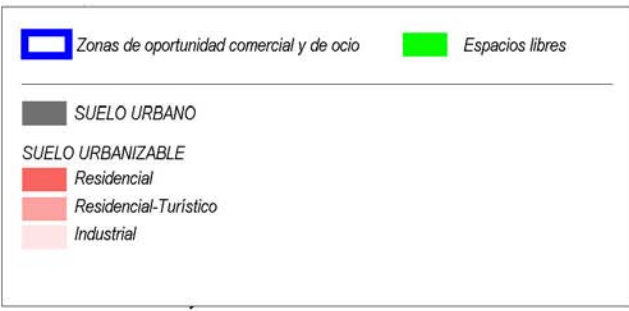 Zonas de oportunidad comercial y de ocio
Espacios libres
SUELO URBANO
SUELO URBANIZABLE
Residencial
Residencial-Turístico
Industrial